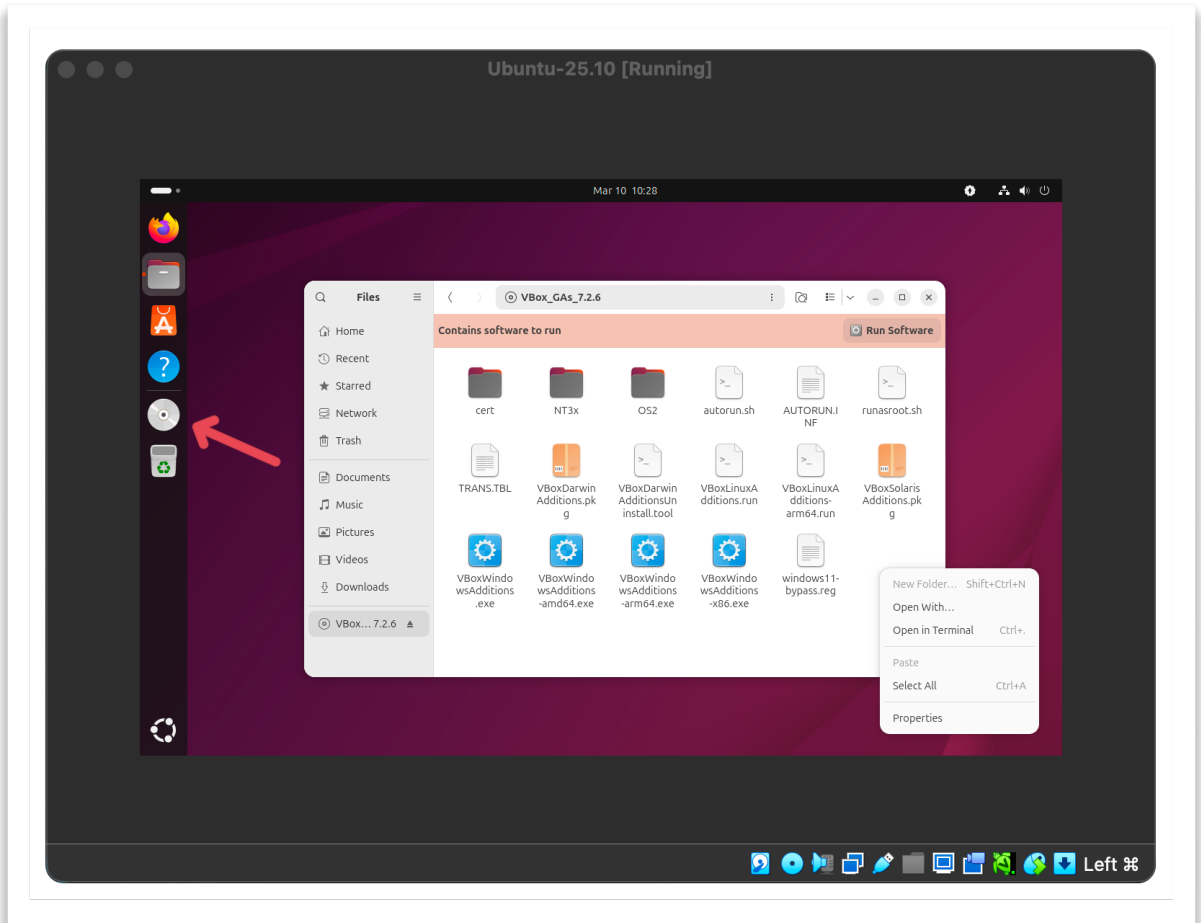 Ubuntu-25.10 [Running]
Mar 10 10:28
Files
VBox_GAs_7.2.6
Home
Recent
Starred
Network
Trash
Documents
Music
Pictures
Videos
Downloads
VBox... 7.2.6
Contains software to run
Run Software
cert
NT3x
OS2
autorun.sh
AUTORUN.I
NF
runasroot.sh
TRANS.TBL
VBoxDarwin
Additions.pk
g
VBoxDarwin
AdditionsUn
install.tool
VBoxLinuxA
dditions.run
VBoxLinuxA
dditions-
arm64.run
VBoxSolaris
Additions.pk
g
VBoxWindo
wsAdditions
.exe
VBoxWindo
wsAdditions
-amd64.exe
VBoxWindo
wsAdditions
-arm64.exe
VBoxWindo
wsAdditions
-x86.exe
windows11-
bypass.reg
New Folder... Shift+Ctrl+N
Open With...
Open in Terminal Ctrl+.
Paste
Select All Ctrl+A
Properties
Left ⌘